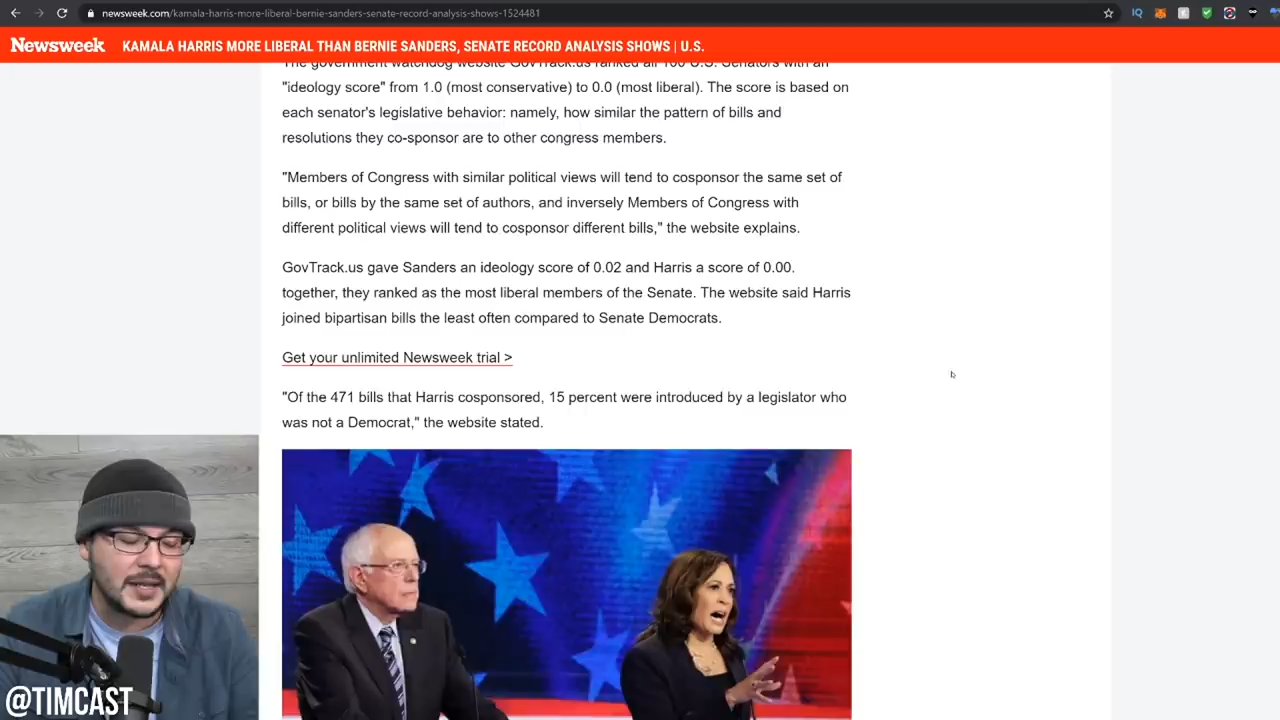 newsweek.com/kamala-harris-more-liberal-bernie-sanders-senate-record-analysis-shows-1524481
Newsweek KAMALA HARRIS MORE LIBERAL THAN BERNIE SANDERS, SENATE RECORD ANALYSIS SHOWS | U.S.
The government watchdog website GovTrack.us ranked all 100 U.S. Senators with an
"ideology score" from 1.0 (most conservative) to 0.0 (most liberal). The score is based on
each senator's legislative behavior: namely, how similar the pattern of bills and
resolutions they co-sponsor are to other congress members.
"Members of Congress with similar political views will tend to cosponsor the same set of
bills, or bills by the same set of authors, and inversely Members of Congress with
different political views will tend to cosponsor different bills," the website explains.
GovTrack.us gave Sanders an ideology score of 0.02 and Harris a score of 0.00.
together, they ranked as the most liberal members of the Senate. The website said Harris
joined bipartisan bills the least often compared to Senate Democrats.
Get your unlimited Newsweek trial >
"Of the 471 bills that Harris cosponsored, 15 percent were introduced by a legislator who
was not a Democrat," the website stated.
@TIMCAST